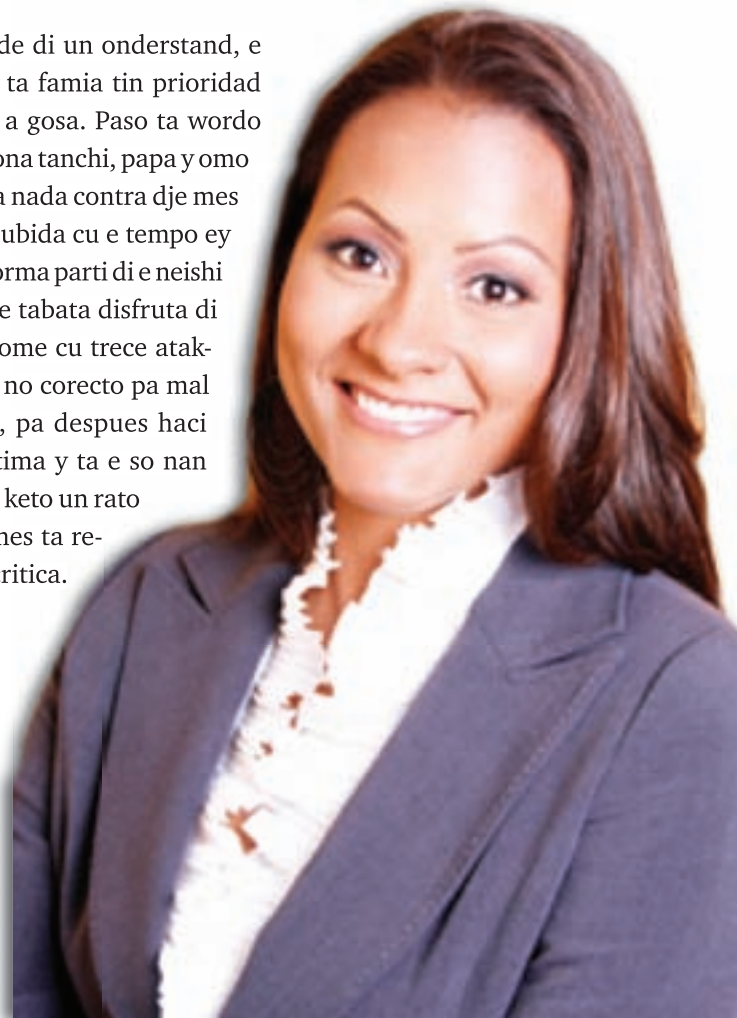 de di un onderstand, e
ta famia tin prioridad
a gosa. Paso ta wordo
ona tanchi, papa y omo
a nada contra dje mes
ubida cu e tempo ey
orma parti di e neishi
e tabata disfruta di
ome cu trece atak-
no corecto pa mal
, pa despues haci
tima y ta e so nan
keto un rato
nes ta re-
critica.